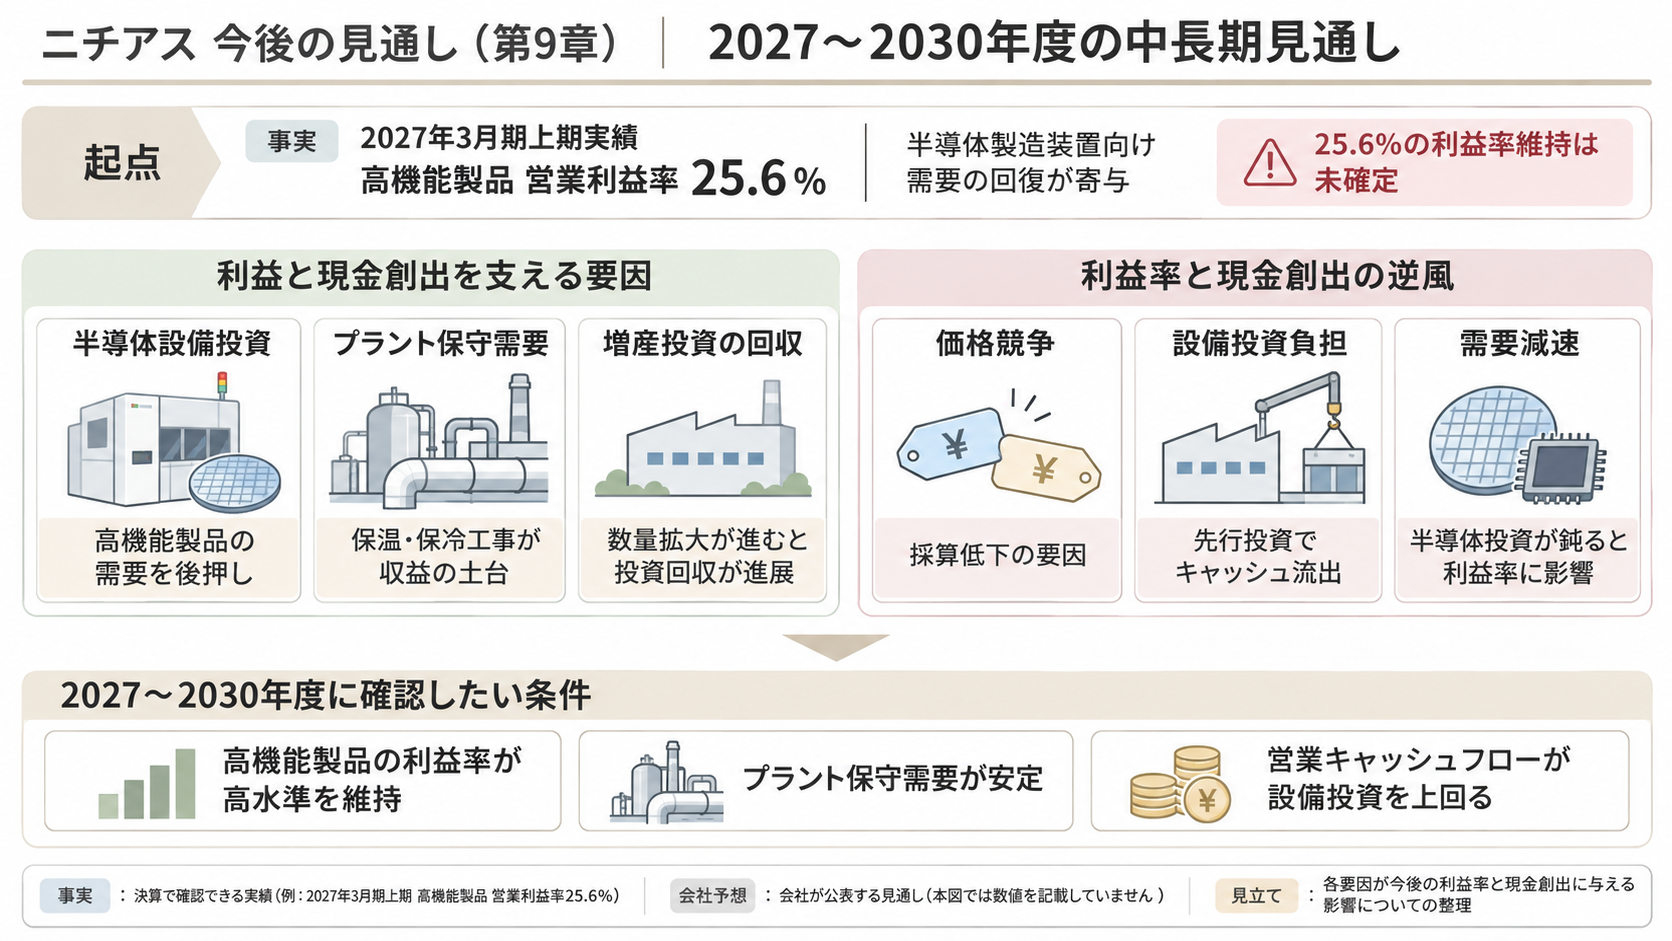 ニチアス 今後の見通し（第9章）
2027～2030年度の中長期見通し
起点
事実
2027年3月期上期実績
高機能製品 営業利益率 25.6%
半導体製造装置向け
需要の回復が寄与
25.6%の利益率維持は
未確定
利益と現金創出を支える要因
半導体設備投資
高機能製品の
需要を後押し
プラント保守需要
保温・保冷工事が
収益の土台
増産投資の回収
数量拡大が進むと
投資回収が進展
利益率と現金創出の逆風
価格競争
¥
¥
採算低下の要因
設備投資負担
先行投資で
キャッシュ流出
需要減速
半導体投資が鈍ると
利益率に影響
2027～2030年度に確認したい条件
高機能製品の利益率が
高水準を維持
プラント保守需要が安定
¥
営業キャッシュフローが
設備投資を上回る
事実：決算で確認できる実績（例：2027年3月期上期 高機能製品 営業利益率25.6%）
会社予想：会社が公表する見通し（本図では数値を記載していません ）
見立て：各要因が今後の利益率と現金創出に与える
影響についての整理